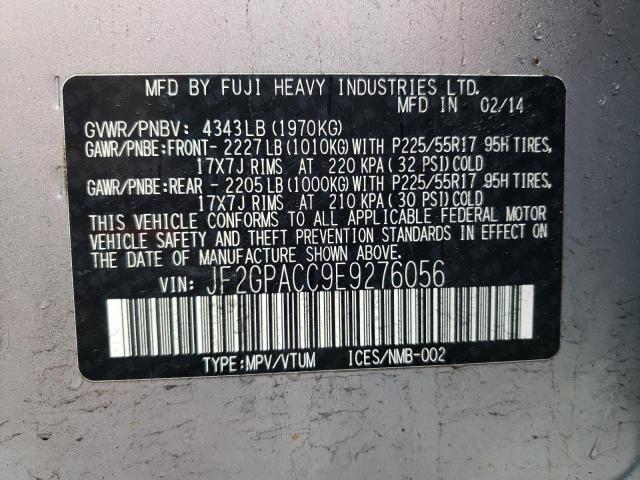 MFD BY FUJI HEAVY INDUSTRIES LTD.
MFD IN 02/14
GVWR/PNBV: 4343LB (1970KG)
GAWR/PNBE:FRONT- 2227LB (1010KG)WITH P225/55R17 95H TIRES,
17X7J RIMS AT 220 KPA (32 PSI)COLD
GAWR/PNBE:REAR - 2205LB (1000KG)WITH P225/55R17 95H TIRES,
17X7J RIMS AT 210 KPA (30 PSI)COLD
THIS VEHICLE CONFORMS TO ALL APPLICABLE FEDERAL MOTOR
VEHICLE SAFETY AND THEFT PREVENTION STANDARDS IN EFFECT ON
THE DATE OF MANUFACTURE SHOWN ABOVE.
VIN: JF2GPACC9E9276056
TYPE:MPV/VTUM ICES/NMB-002